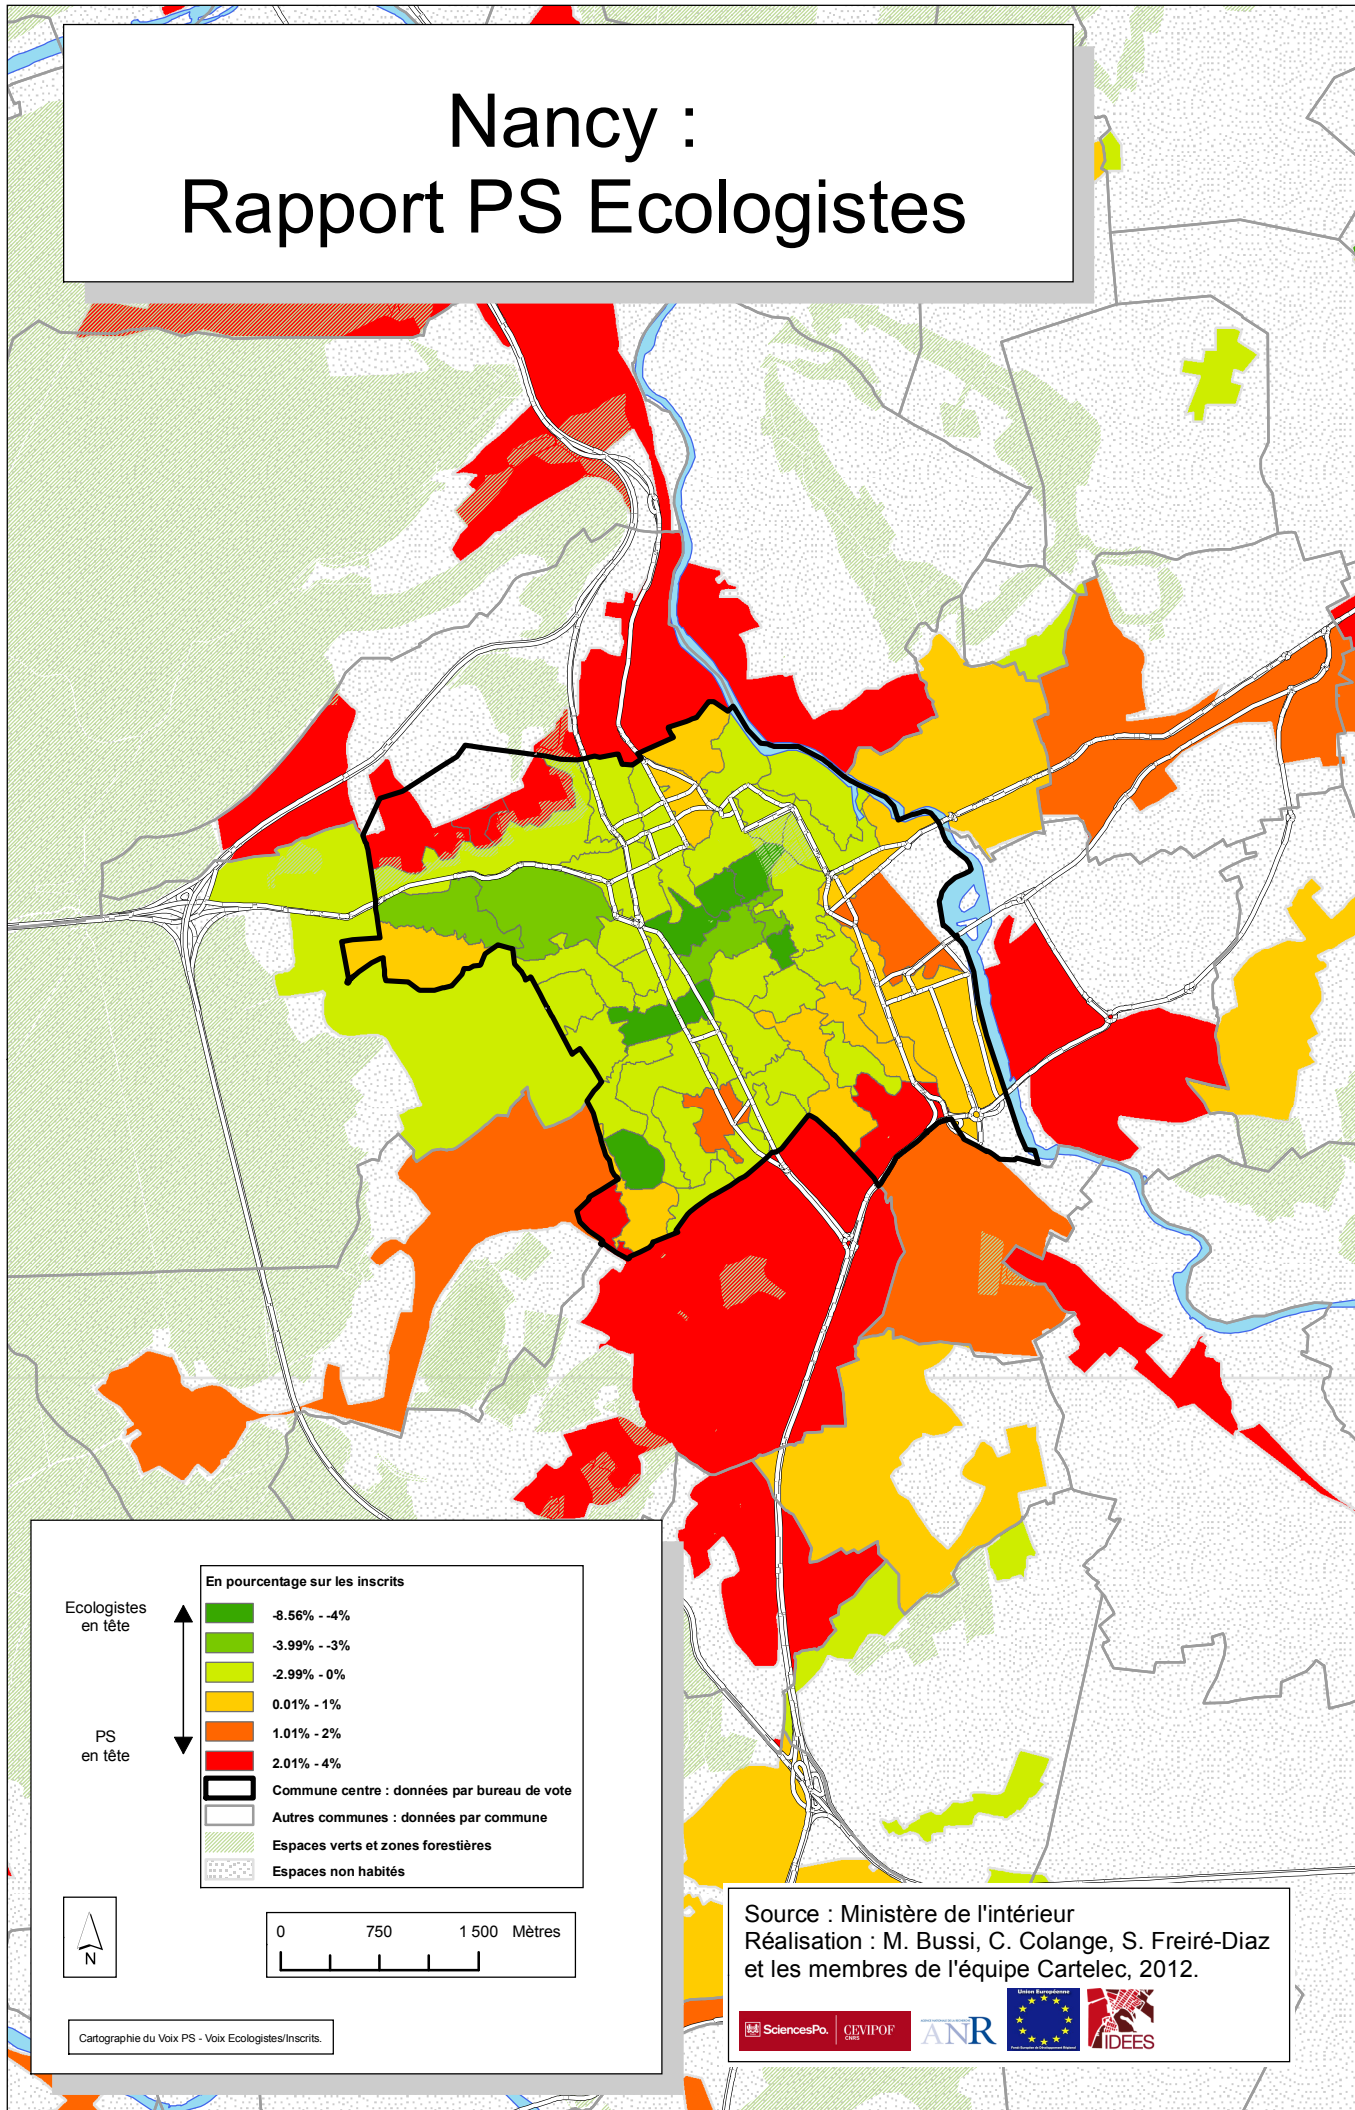 Nancy :
Rapport PS Ecologistes
En pourcentage sur les inscrits
Ecologistes
en tête
PS
en tête
-8.56% - -4%
-3.99% - -3%
-2.99% - 0%
0.01% - 1%
1.01% - 2%
2.01% - 4%
Commune centre : données par bureau de vote
Autres communes : données par commune
Espaces verts et zones forestières
Espaces non habités
N
0 750 1 500 Mètres
Cartographie du Voix PS - Voix Ecologistes/Inscrits.
Source : Ministère de l'intérieur
Réalisation : M. Bussi, C. Colange, S. Freiré-Diaz
et les membres de l'équipe Cartelec, 2012.
SciencesPo.
CEVIPOF
CNRS
ANR
Union Européenne
IDEES